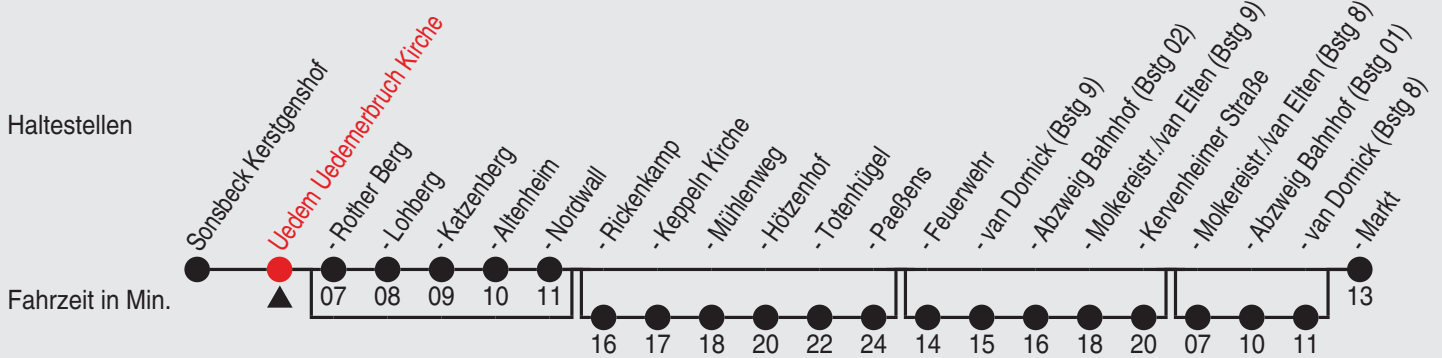 Haltestellen
Sonsbeck Kerstgenshof
Uedem Uedemerbruch Kirche
- Rother Berg
- Lohberg
- Katzenberg
- Altenheim
- Nordwall
- Rickenkamp
- Keppeln Kirche
- Mühlenweg
- Hötzenhof
- Totenhügel
- Paeßens
- Feuerwehr
- van Dornick (Bstg 9)
- Abzweig Bahnhof (Bstg 02)
- Molkereistr./van Elten (Bstg 9)
- Kervenheimer Straße
- Molkereistr./van Elten (Bstg 8)
- Abzweig Bahnhof (Bstg 01)
- van Dornick (Bstg 8)
- Markt
Fahrzeit in Min.
07 08 09 10 11 13
16 17 18 20 22 24 14 15 16 18 20 07 10 11